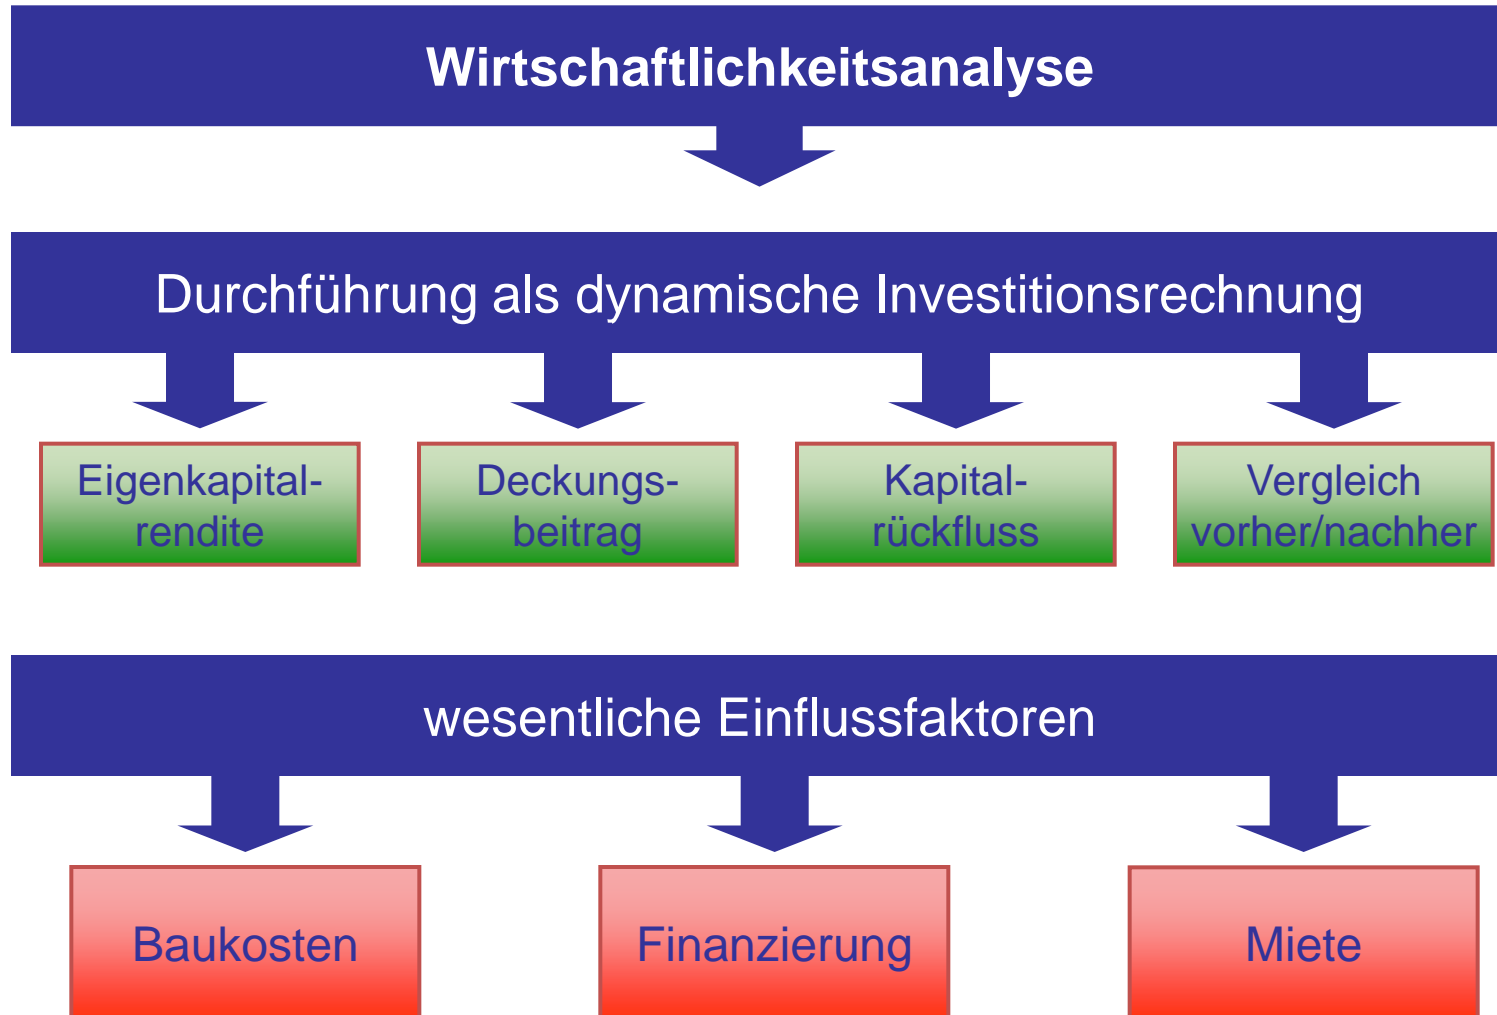 Wirtschaftlichkeitsanalyse
Durchführung als dynamische Investitionsrechnung
Eigenkapital-
rendite
Deckungs-
beitrag
Kapital-
rückfluss
Vergleich
vorher/nachher
wesentliche Einflussfaktoren
Baukosten
Finanzierung
Miete